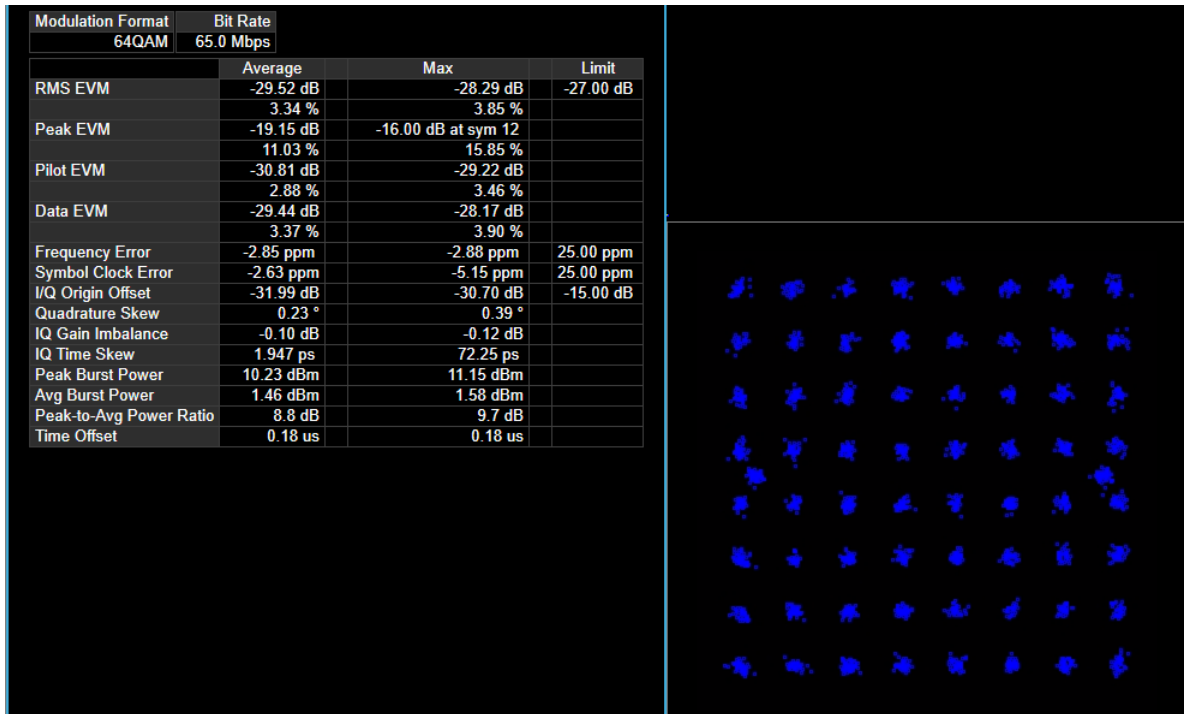 Modulation Format Bit Rate
64QAM 65.0 Mbps
Average Max Limit
RMS EVM -29.52 dB -28.29 dB -27.00 dB
3.34 % 3.85 %
Peak EVM -19.15 dB -16.00 dB at sym 12
11.03 % 15.85 %
Pilot EVM -30.81 dB -29.22 dB
2.88 % 3.46 %
Data EVM -29.44 dB -28.17 dB
3.37 % 3.90 %
Frequency Error -2.85 ppm -2.88 ppm 25.00 ppm
Symbol Clock Error -2.63 ppm -5.15 ppm 25.00 ppm
I/Q Origin Offset -31.99 dB -30.70 dB -15.00 dB
Quadrature Skew 0.23 ° 0.39 °
IQ Gain Imbalance -0.10 dB -0.12 dB
IQ Time Skew 1.947 ps 72.25 ps
Peak Burst Power 10.23 dBm 11.15 dBm
Avg Burst Power 1.46 dBm 1.58 dBm
Peak-to-Avg Power Ratio 8.8 dB 9.7 dB
Time Offset 0.18 us 0.18 us